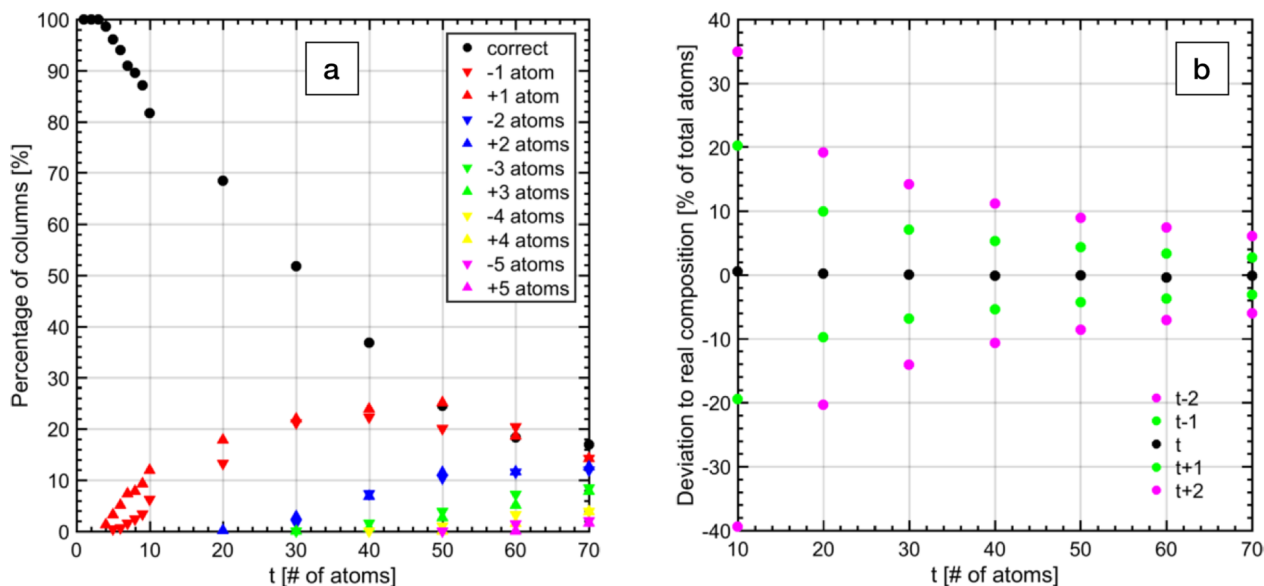 a
Percentage of columns [%]
100
90
80
70
60
50
40
30
20
10
0
0
10
20
30
40
50
60
70
t [# of atoms]
correct
-1 atom
+1 atom
-2 atoms
+2 atoms
-3 atoms
+3 atoms
-4 atoms
+4 atoms
-5 atoms
+5 atoms
b
Deviation to real composition [% of total atoms]
40
30
20
10
0
-10
-20
-30
-40
10
20
30
40
50
60
70
t [# of atoms]
t-2
t-1
t
t+1
t+2